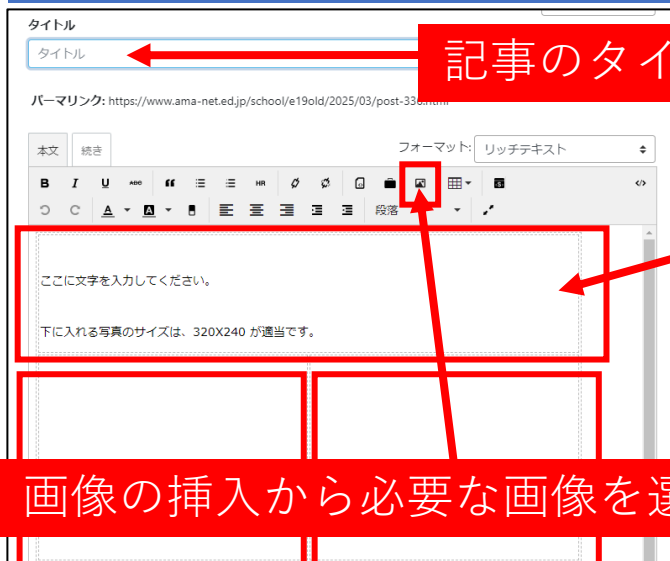 タイトル
タイトル
記事のタイ
パーマリンク: https://www.ama-net.ed.jp/school/e19old/2025/03/post-336.html
本文 続き フォーマット: リッチテキスト
B I U ABC HR
A A 段落
ここに文字を入力してください。
下に入れる写真のサイズは、320X240 が適当です。
画像の挿入から必要な画像を選